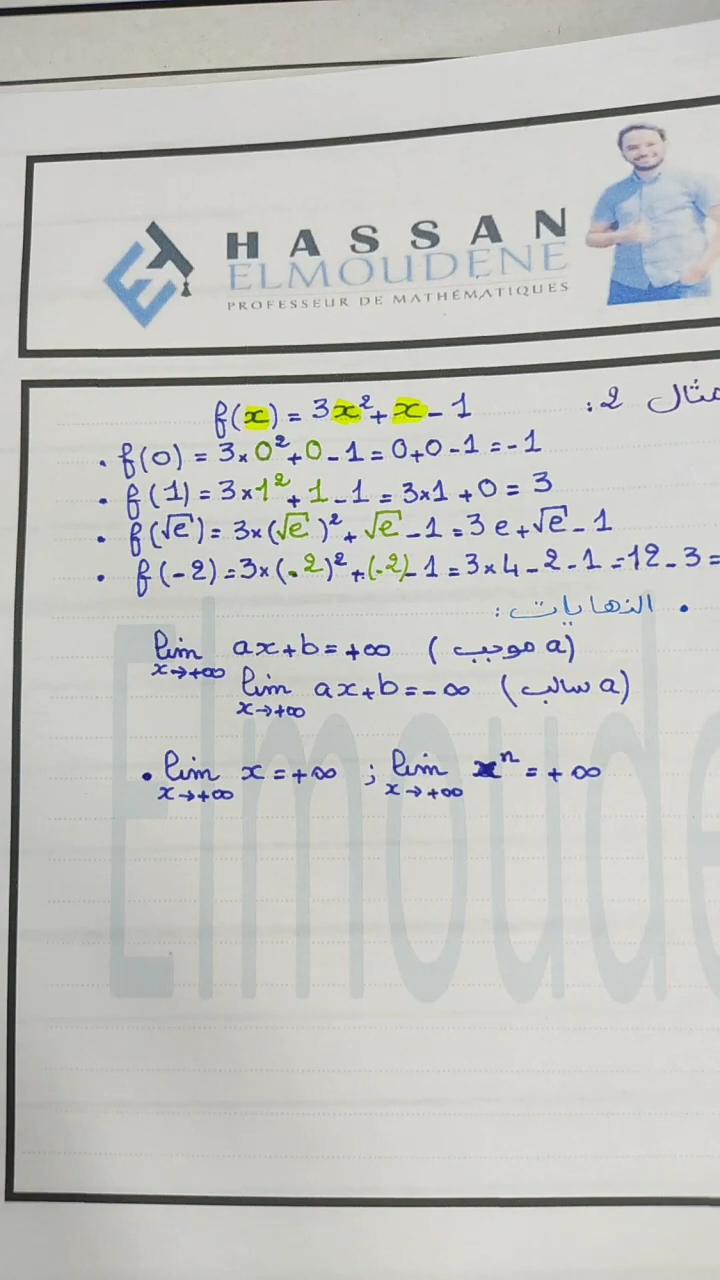 HASSAN
ELMOUDENE
PROFESSEUR DE MATHÉMATIQUES
مثال 2 :
f(x) = 3x² + x - 1
• f(0) = 3×0² + 0 - 1 = 0 + 0 - 1 = -1
• f(1) = 3×1² + 1 - 1 = 3×1 + 0 = 3
• f(√e) = 3×(√e)² + √e - 1 = 3e + √e - 1
• f(-2) = 3×(-2)² + (-2) - 1 = 3×4 - 2 - 1 = 12 - 3 =
• النهايات :
lim x→+∞ ax+b = +∞ (a موجب)
lim x→+∞ ax+b = -∞ (a سالب)
• lim x→+∞ x = +∞ ; lim x→+∞ xⁿ = +∞
Elmoude